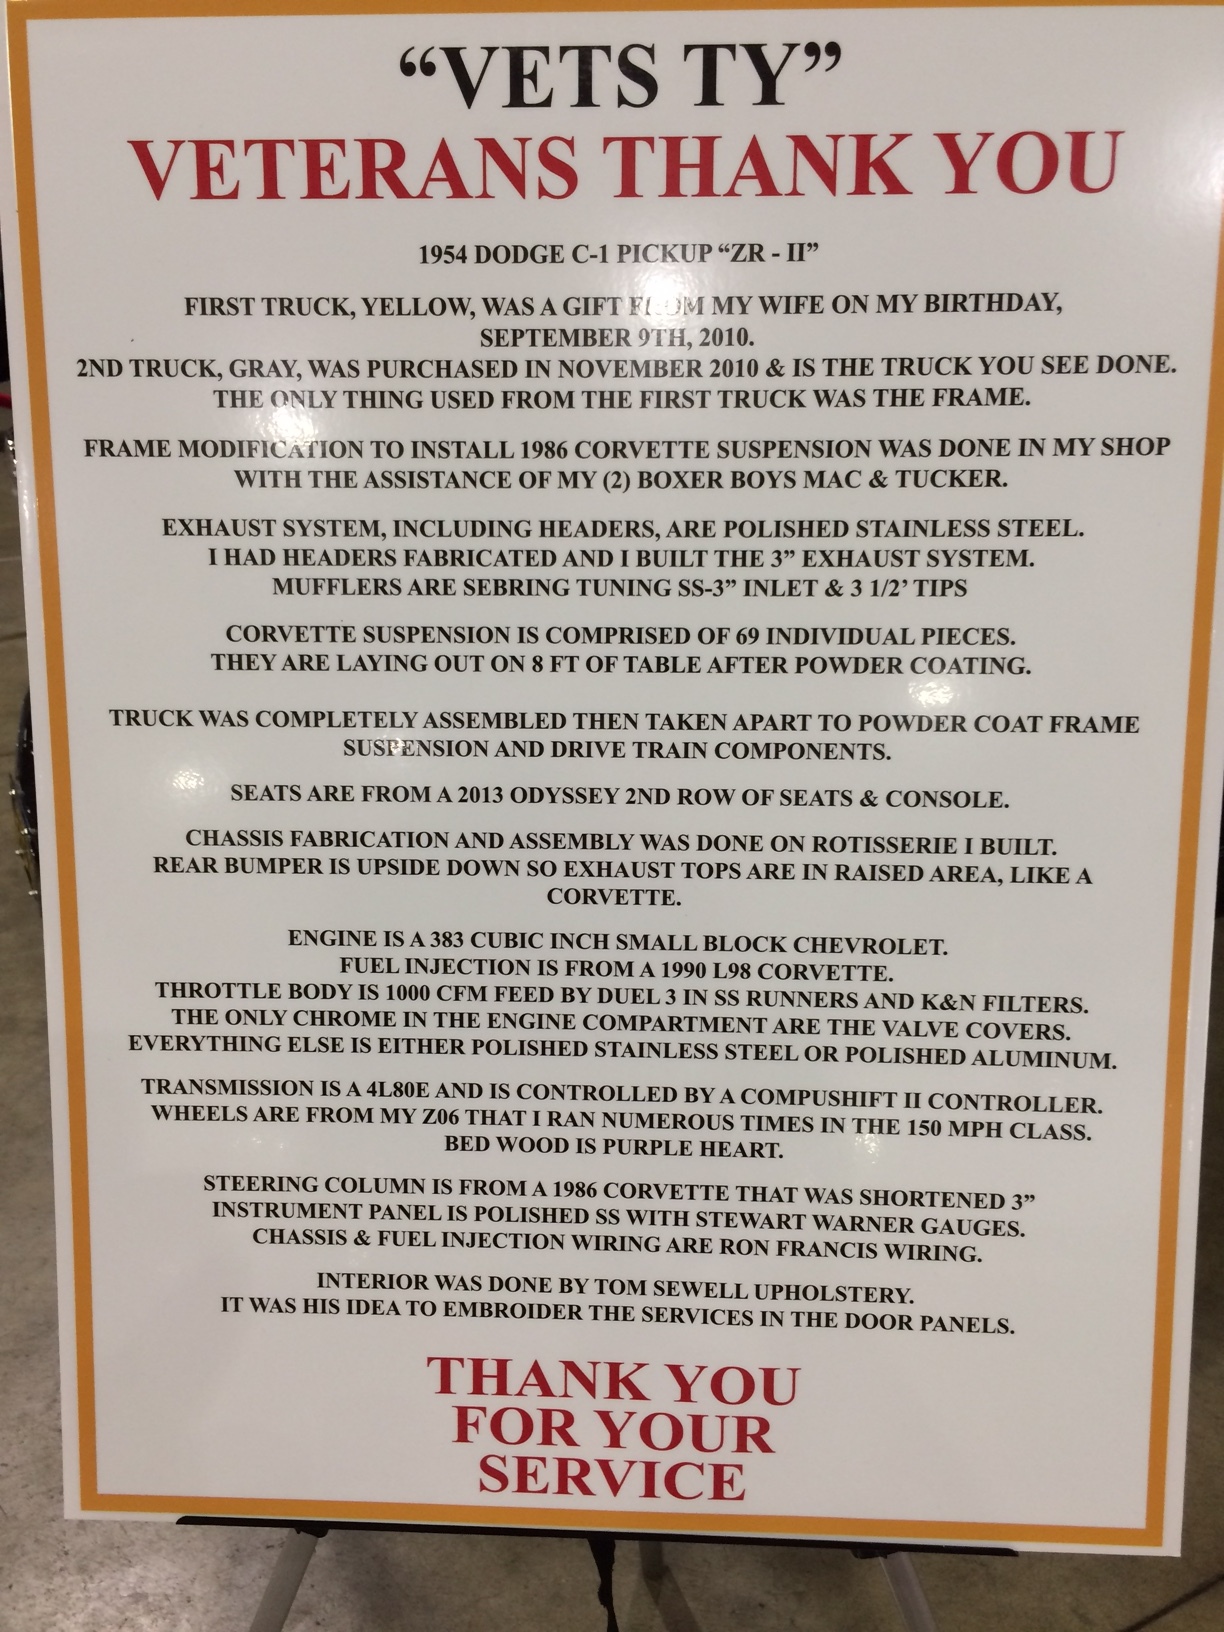 “VETS TY”
VETERANS THANK YOU
1954 DODGE C-1 PICKUP “ZR - II”
FIRST TRUCK, YELLOW, WAS A GIFT FROM MY WIFE ON MY BIRTHDAY,
SEPTEMBER 9TH, 2010.
2ND TRUCK, GRAY, WAS PURCHASED IN NOVEMBER 2010 & IS THE TRUCK YOU SEE DONE.
THE ONLY THING USED FROM THE FIRST TRUCK WAS THE FRAME.
FRAME MODIFICATION TO INSTALL 1986 CORVETTE SUSPENSION WAS DONE IN MY SHOP
WITH THE ASSISTANCE OF MY (2) BOXER BOYS MAC & TUCKER.
EXHAUST SYSTEM, INCLUDING HEADERS, ARE POLISHED STAINLESS STEEL.
I HAD HEADERS FABRICATED AND I BUILT THE 3” EXHAUST SYSTEM.
MUFFLERS ARE SEBRING TUNING SS-3” INLET & 3 1/2’ TIPS
CORVETTE SUSPENSION IS COMPRISED OF 69 INDIVIDUAL PIECES.
THEY ARE LAYING OUT ON 8 FT OF TABLE AFTER POWDER COATING.
TRUCK WAS COMPLETELY ASSEMBLED THEN TAKEN APART TO POWDER COAT FRAME
SUSPENSION AND DRIVE TRAIN COMPONENTS.
SEATS ARE FROM A 2013 ODYSSEY 2ND ROW OF SEATS & CONSOLE.
CHASSIS FABRICATION AND ASSEMBLY WAS DONE ON ROTISSERIE I BUILT.
REAR BUMPER IS UPSIDE DOWN SO EXHAUST TOPS ARE IN RAISED AREA, LIKE A
CORVETTE.
ENGINE IS A 383 CUBIC INCH SMALL BLOCK CHEVROLET.
FUEL INJECTION IS FROM A 1990 L98 CORVETTE.
THROTTLE BODY IS 1000 CFM FEED BY DUEL 3 IN SS RUNNERS AND K&N FILTERS.
THE ONLY CHROME IN THE ENGINE COMPARTMENT ARE THE VALVE COVERS.
EVERYTHING ELSE IS EITHER POLISHED STAINLESS STEEL OR POLISHED ALUMINUM.
TRANSMISSION IS A 4L80E AND IS CONTROLLED BY A COMPUSHIFT II CONTROLLER.
WHEELS ARE FROM MY Z06 THAT I RAN NUMEROUS TIMES IN THE 150 MPH CLASS.
BED WOOD IS PURPLE HEART.
STEERING COLUMN IS FROM A 1986 CORVETTE THAT WAS SHORTENED 3”
INSTRUMENT PANEL IS POLISHED SS WITH STEWART WARNER GAUGES.
CHASSIS & FUEL INJECTION WIRING ARE RON FRANCIS WIRING.
INTERIOR WAS DONE BY TOM SEWELL UPHOLSTERY.
IT WAS HIS IDEA TO EMBROIDER THE SERVICES IN THE DOOR PANELS.
THANK YOU
FOR YOUR
SERVICE